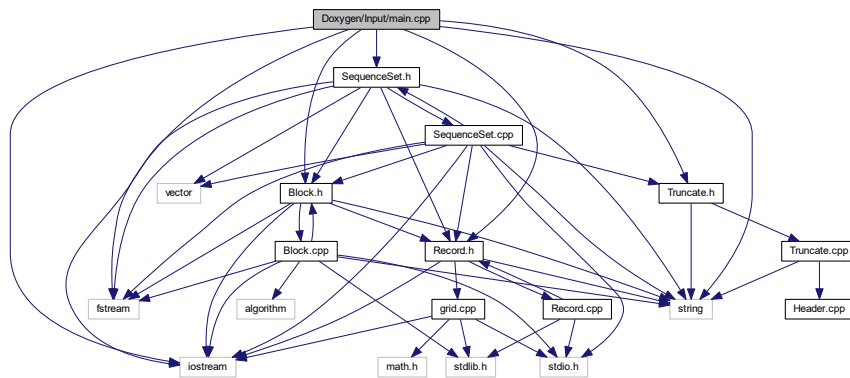 Doxygen/Input/main.cpp
SequenceSet.h
SequenceSet.cpp
vector
Block.h
Truncate.h
Block.cpp
Record.h
Truncate.cpp
fstream
algorithm
grid.cpp
Record.cpp
string
Header.cpp
iostream
math.h
stdlib.h
stdio.h